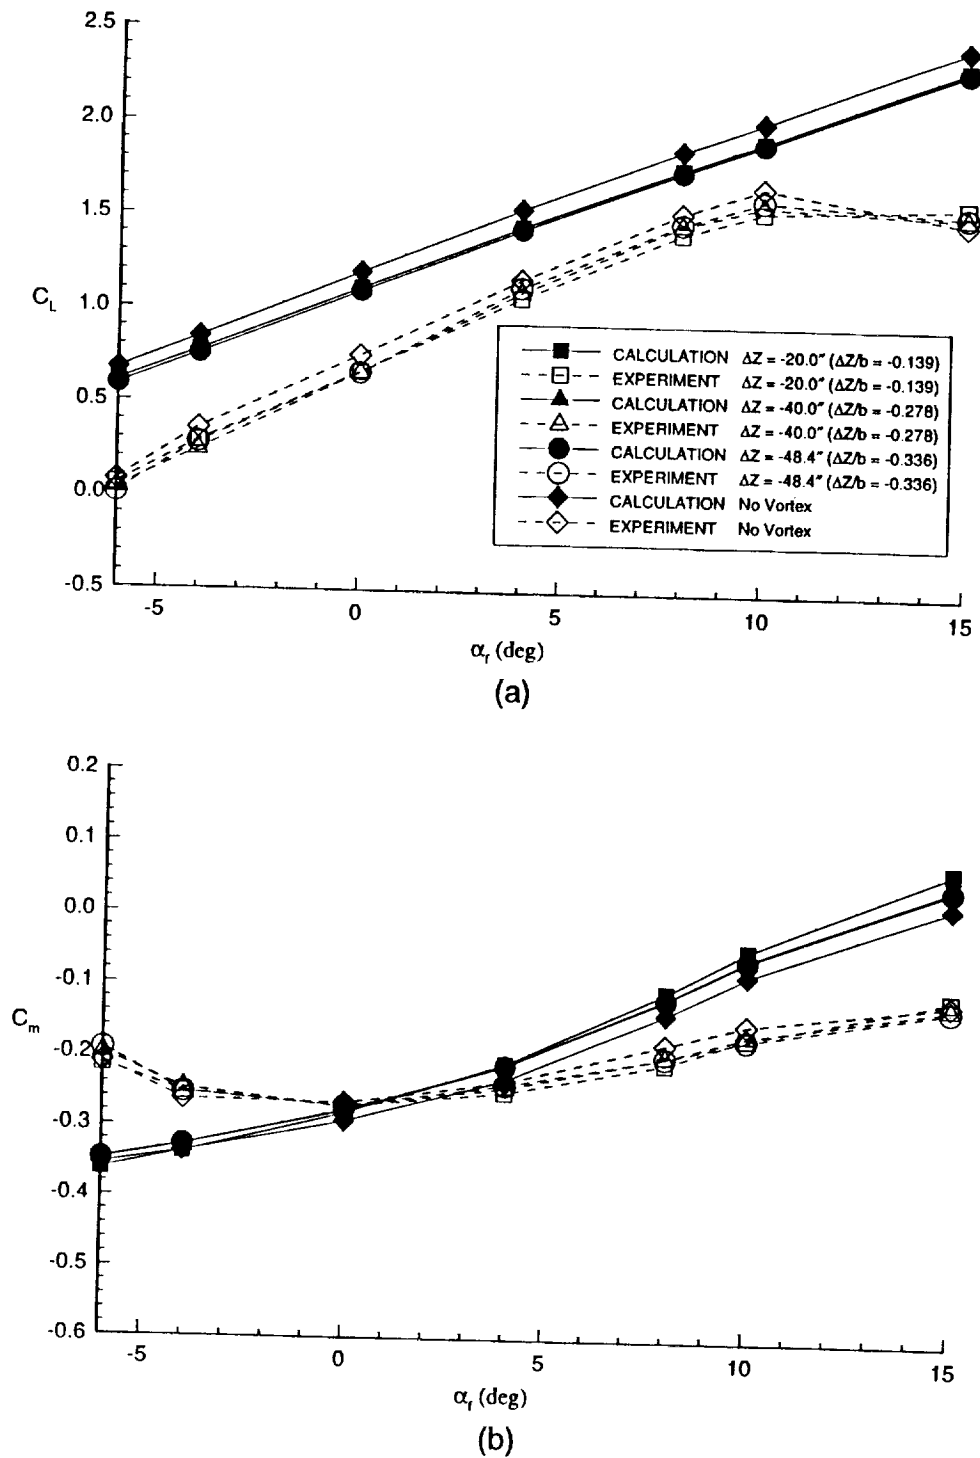 2.5
2.0
1.5
C_L
1.0
0.5
0.0
-0.5
CALCULATION ΔZ = -20.0" (ΔZ/b = -0.139)
EXPERIMENT ΔZ = -20.0" (ΔZ/b = -0.139)
CALCULATION ΔZ = -40.0" (ΔZ/b = -0.278)
EXPERIMENT ΔZ = -40.0" (ΔZ/b = -0.278)
CALCULATION ΔZ = -48.4" (ΔZ/b = -0.336)
EXPERIMENT ΔZ = -48.4" (ΔZ/b = -0.336)
CALCULATION No Vortex
EXPERIMENT No Vortex
-5 0 5 10 15
α_f (deg)
(a)
0.2
0.1
0.0
-0.1
C_m
-0.2
-0.3
-0.4
-0.5
-0.6
-5 0 5 10 15
α_f (deg)
(b)